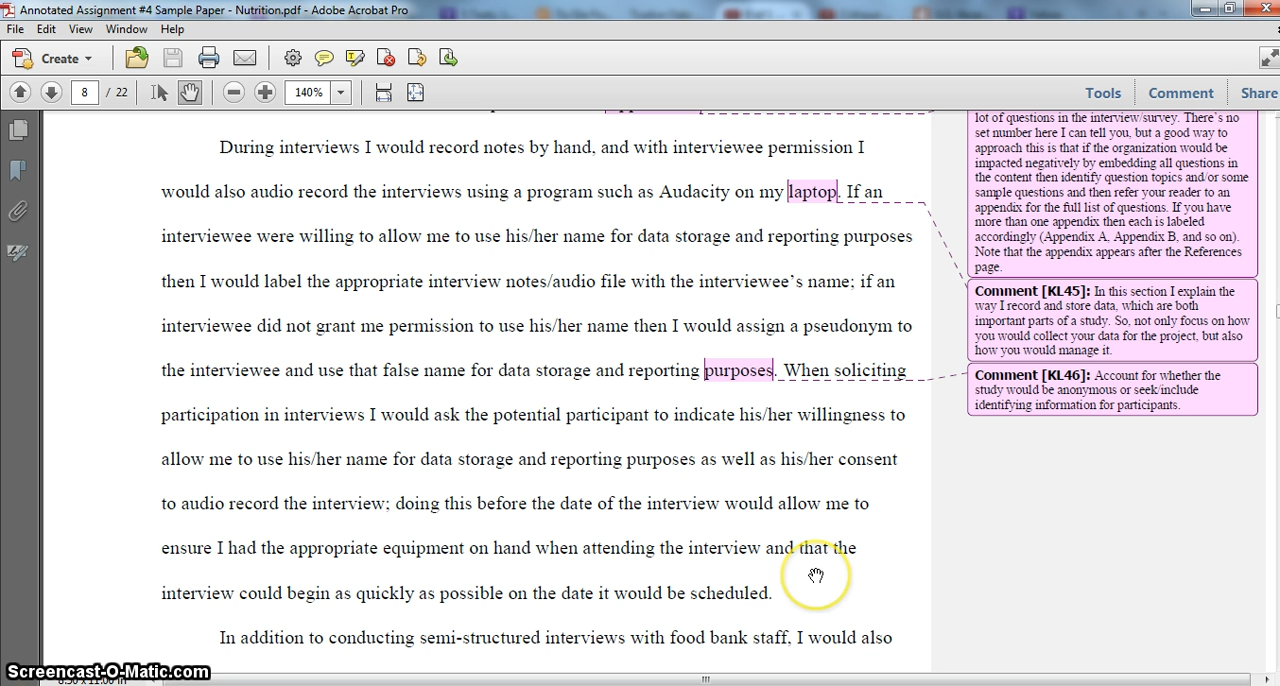 Annotated Assignment #4 Sample Paper - Nutrition.pdf - Adobe Acrobat Pro
File Edit View Window Help
Create
8 / 22 140% Tools Comment Share
During interviews I would record notes by hand, and with interviewee permission I
would also audio record the interviews using a program such as Audacity on my laptop. If an
interviewee were willing to allow me to use his/her name for data storage and reporting purposes
then I would label the appropriate interview notes/audio file with the interviewee's name; if an
interviewee did not grant me permission to use his/her name then I would assign a pseudonym to
the interviewee and use that false name for data storage and reporting purposes. When soliciting
participation in interviews I would ask the potential participant to indicate his/her willingness to
allow me to use his/her name for data storage and reporting purposes as well as his/her consent
to audio record the interview; doing this before the date of the interview would allow me to
ensure I had the appropriate equipment on hand when attending the interview and that the
interview could begin as quickly as possible on the date it would be scheduled.
In addition to conducting semi-structured interviews with food bank staff, I would also
lot of questions in the interview/survey. There's no
set number here I can tell you, but a good way to
approach this is that if the organization would be
impacted negatively by embedding all questions in
the content then identify question topics and/or some
sample questions and then refer your reader to an
appendix for the full list of questions. If you have
more than one appendix then each is labeled
accordingly (Appendix A, Appendix B, and so on).
Note that the appendix appears after the References
page.
Comment [KL45]: In this section I explain the
way I record and store data, which are both
important parts of a study. So, not only focus on how
you would collect your data for the project, but also
how you would manage it.
Comment [KL46]: Account for whether the
study would be anonymous or seek/include
identifying information for participants.
Screencast-O-Matic.com